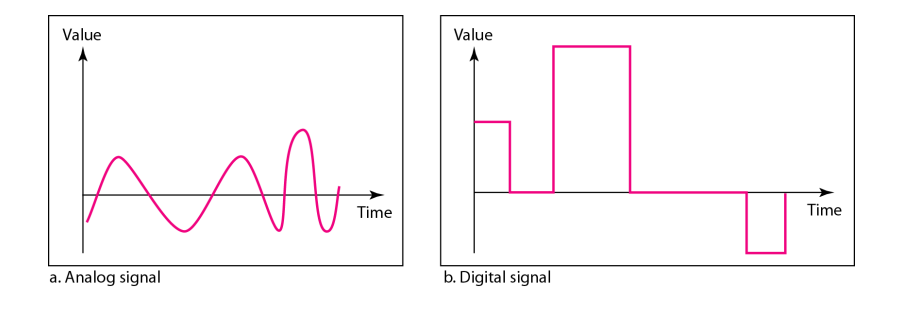 Value
Time
a. Analog signal
Value
Time
b. Digital signal